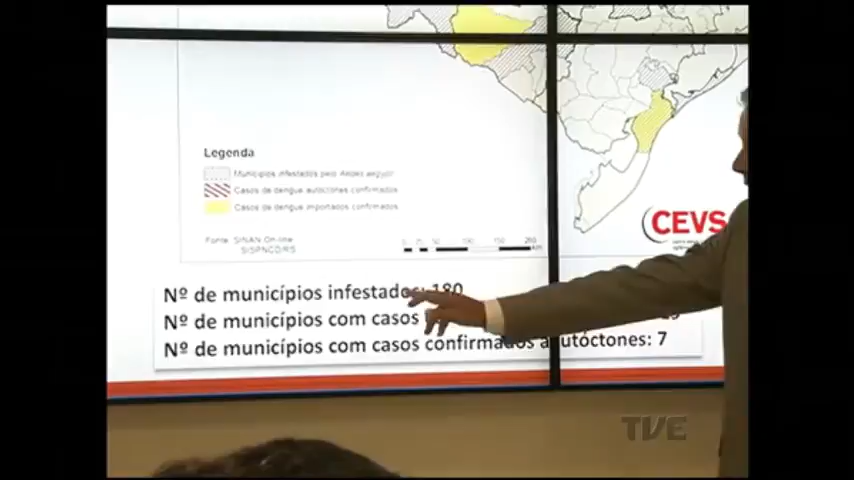 Legenda
Municípios infestados pelo Aedes aegypti
Casos de dengue autóctones confirmados
Casos de dengue importados confirmados
Fonte: SINAN On-line
SISPNCD/RS
CEVS
Nº de municípios infestados: 180
Nº de municípios com casos
Nº de municípios com casos confirmados autóctones: 7
TVE